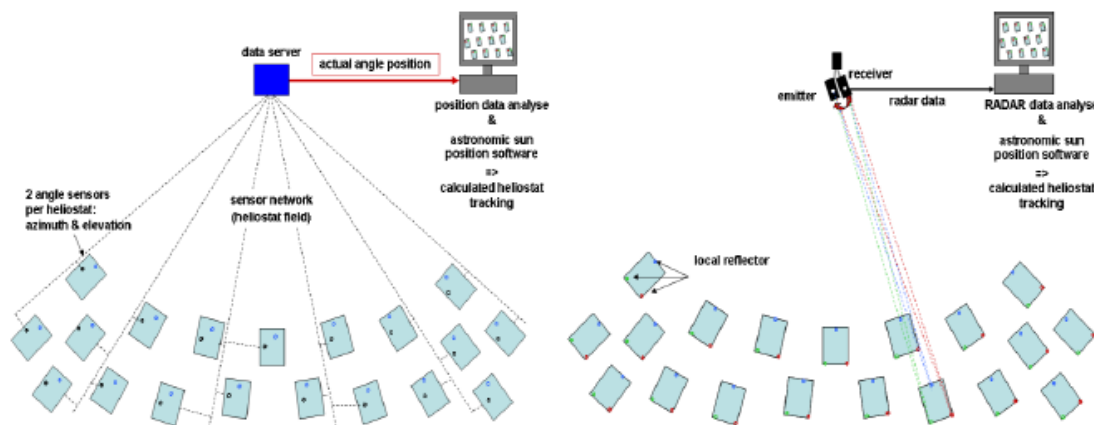 data server
actual angle position
position data analyse
&
astronomic sun
position software
=>
calculated heliostat
tracking
2 angle sensors
per heliostat:
azimuth & elevation
sensor network
(heliostat field)
receiver
emitter
radar data
RADAR data analyse
&
astronomic sun
position software
=>
calculated heliostat
tracking
local reflector